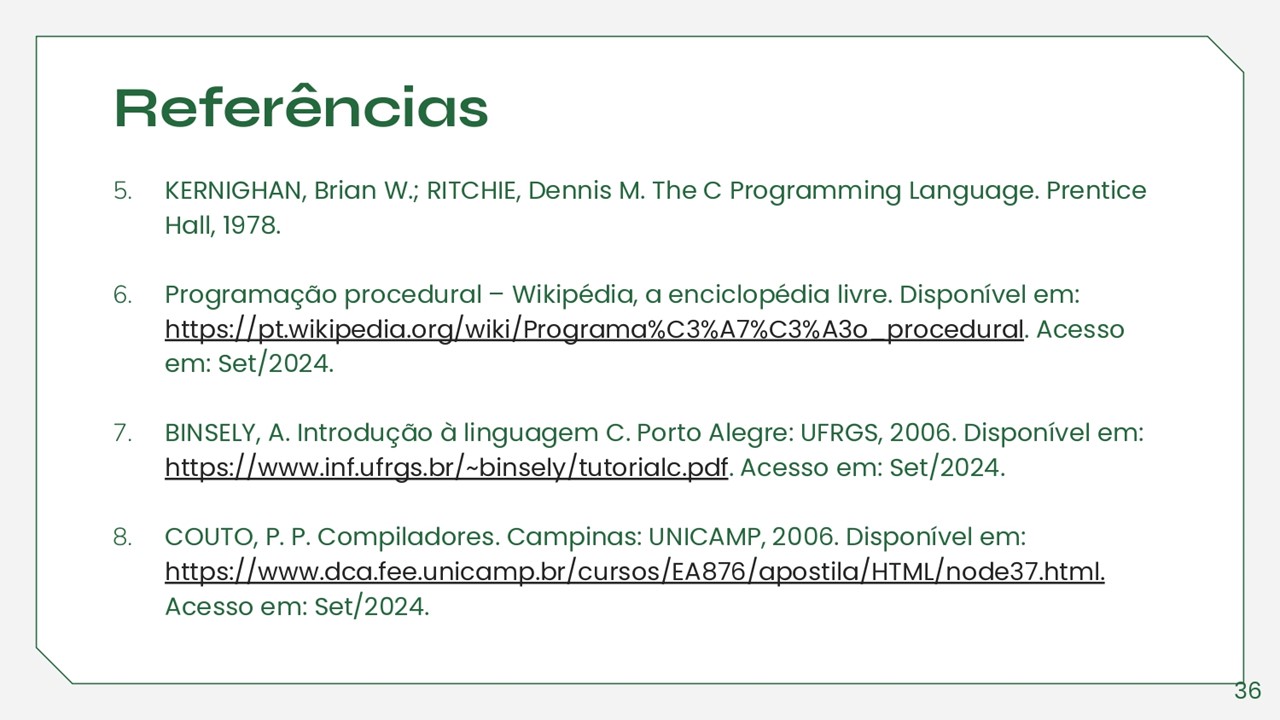 Referências
5. KERNIGHAN, Brian W.; RITCHIE, Dennis M. The C Programming Language. Prentice
Hall, 1978.
6. Programação procedural – Wikipédia, a enciclopédia livre. Disponível em:
https://pt.wikipedia.org/wiki/Programa%C3%A7%C3%A3o_procedural. Acesso
em: Set/2024.
7. BINSELY, A. Introdução à linguagem C. Porto Alegre: UFRGS, 2006. Disponível em:
https://www.inf.ufrgs.br/~binsely/tutorialc.pdf. Acesso em: Set/2024.
8. COUTO, P. P. Compiladores. Campinas: UNICAMP, 2006. Disponível em:
https://www.dca.fee.unicamp.br/cursos/EA876/apostila/HTML/node37.html.
Acesso em: Set/2024.
36